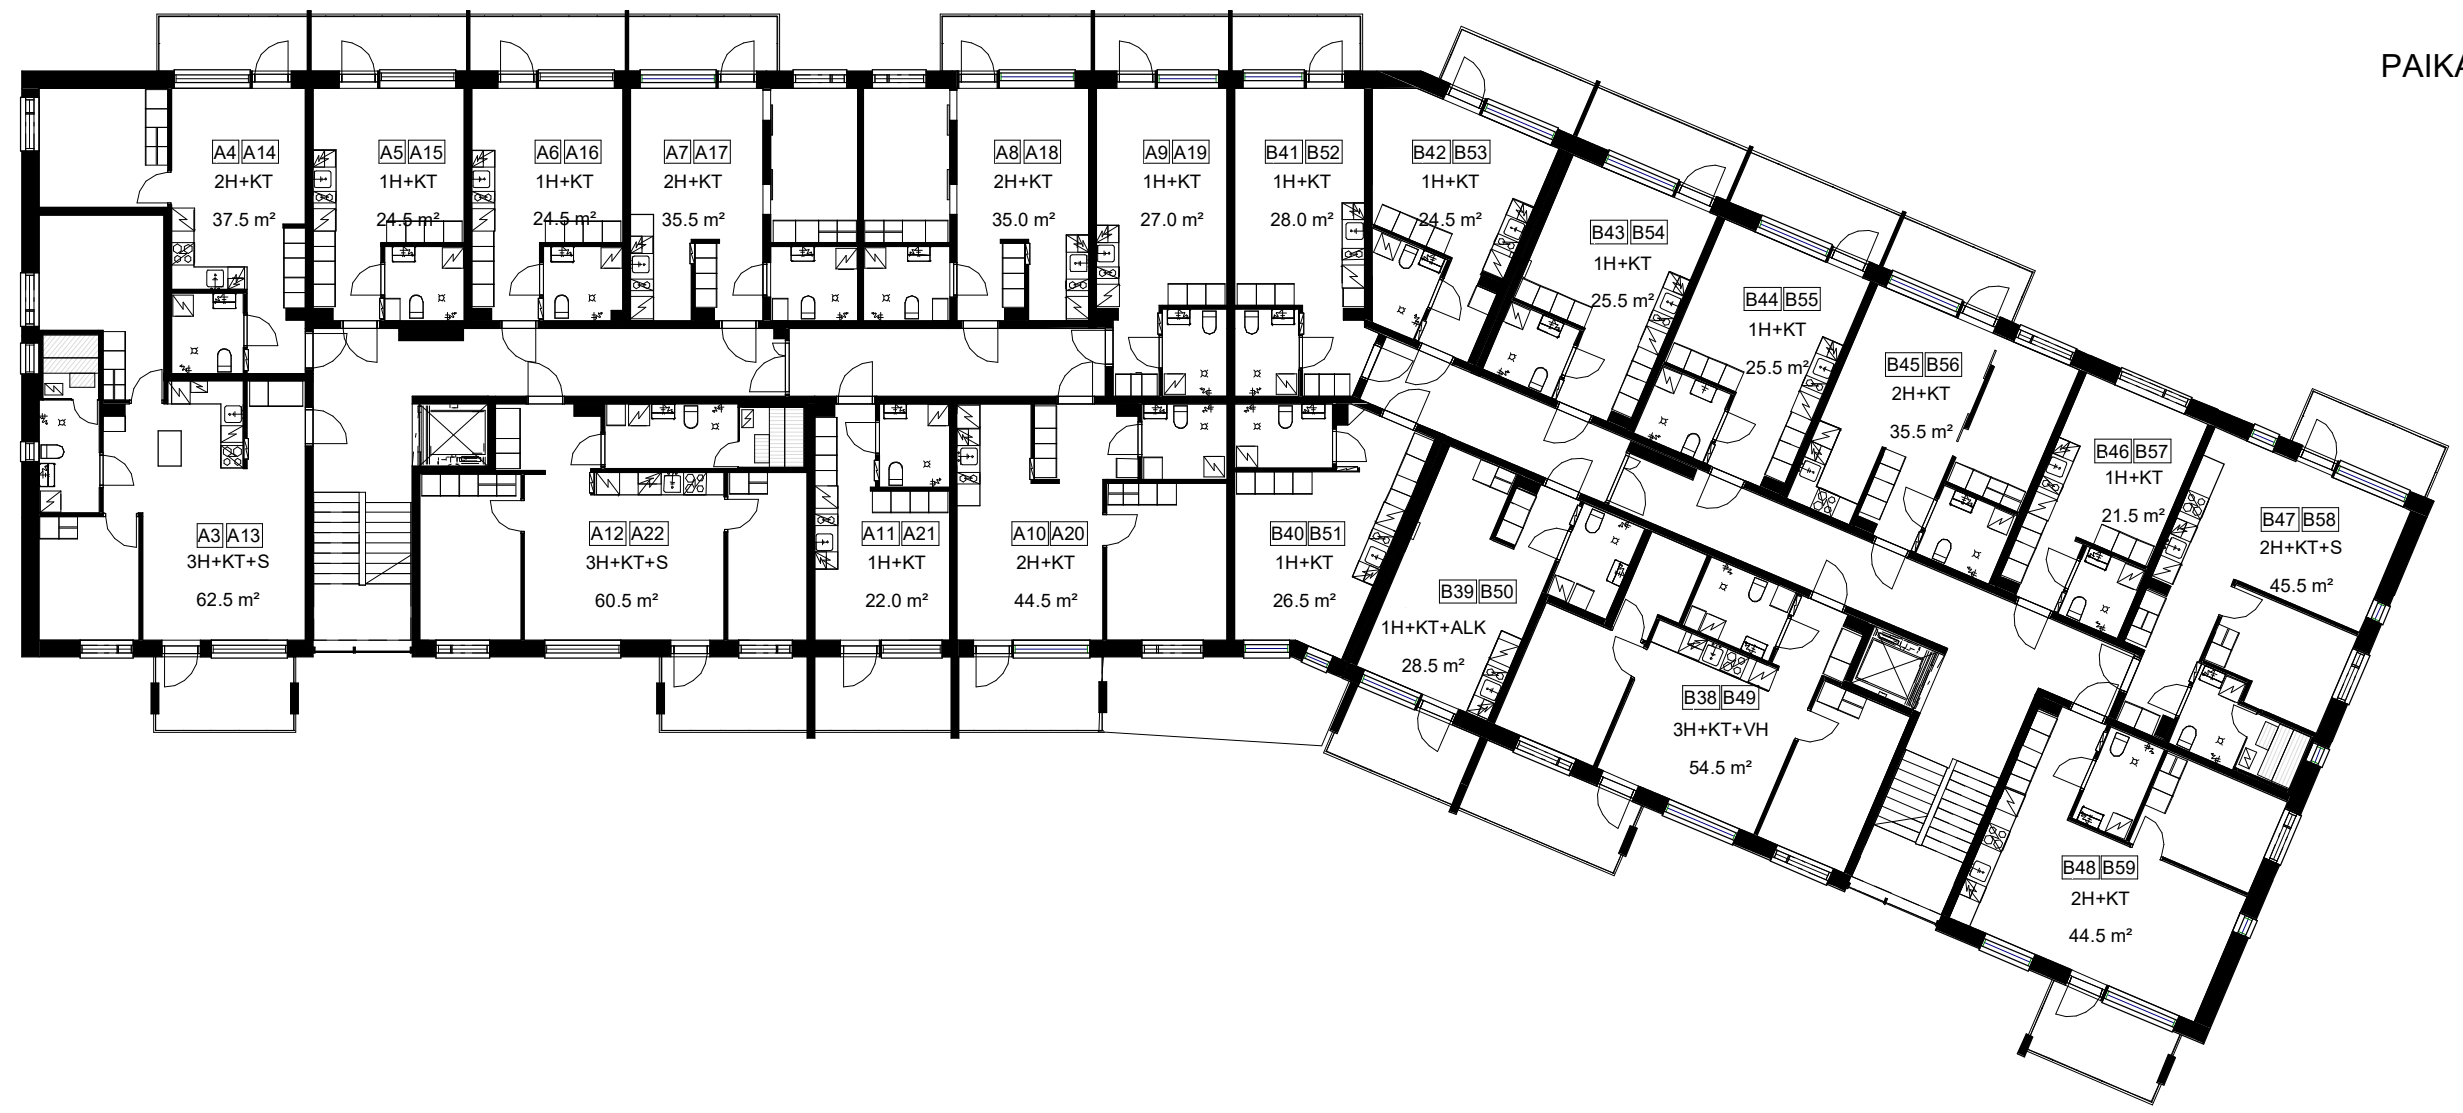 PAIKA
A4 A14
2H+KT
37.5 m²
A5 A15
1H+KT
24.5 m²
A6 A16
1H+KT
24.5 m²
A7 A17
2H+KT
35.5 m²
A8 A18
2H+KT
35.0 m²
A9 A19
1H+KT
27.0 m²
B41 B52
1H+KT
28.0 m²
B42 B53
1H+KT
24.5 m²
B43 B54
1H+KT
25.5 m²
B44 B55
1H+KT
25.5 m²
B45 B56
2H+KT
35.5 m²
B46 B57
1H+KT
21.5 m²
B47 B58
2H+KT+S
45.5 m²
A3 A13
3H+KT+S
62.5 m²
A12 A22
3H+KT+S
60.5 m²
A11 A21
1H+KT
22.0 m²
A10 A20
2H+KT
44.5 m²
B40 B51
1H+KT
26.5 m²
B39 B50
1H+KT+ALK
28.5 m²
B38 B49
3H+KT+VH
54.5 m²
B48 B59
2H+KT
44.5 m²